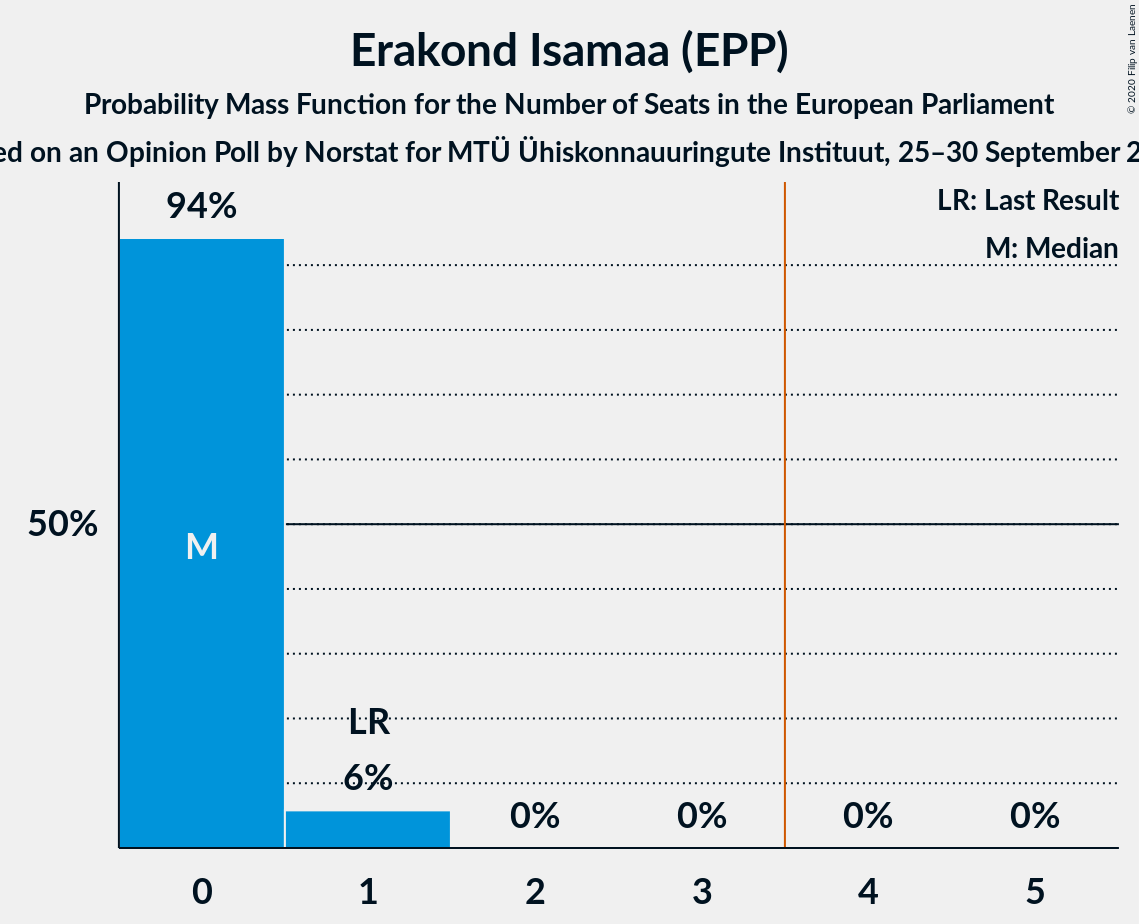 Erakond Isamaa (EPP)
Probability Mass Function for the Number of Seats in the European Parliament
on an Opinion Poll by Norstat for MTÜ Ühiskonnauuringute Instituut, 25–30 September
© 2020 Filip van Laenen
LR: Last Result
M: Median
94%
50%
M
LR
6%
0% 0% 0% 0%
0 1 2 3 4 5